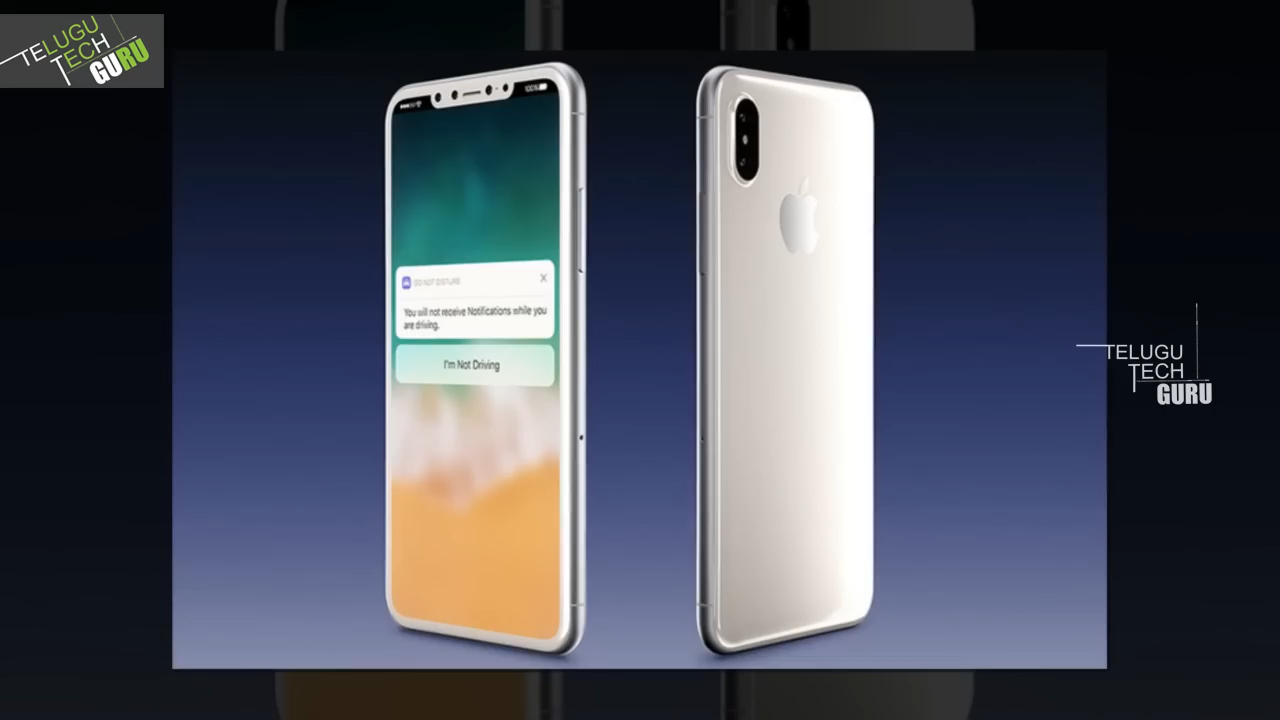 TELUGU
TECH
GURU
100%
DO NOT DISTURB
You will not receive Notifications while you
are driving.
I'm Not Driving
TELUGU
TECH
GURU